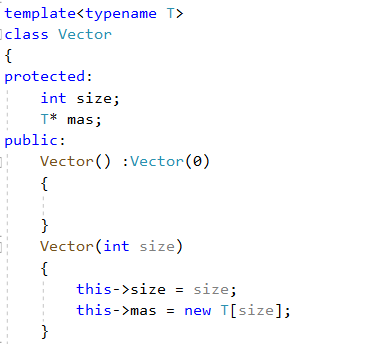 template<typename T>
class Vector
{
protected:
    int size;
    T* mas;
public:
    Vector() :Vector(0)
    {

    }
    Vector(int size)
    {
        this->size = size;
        this->mas = new T[size];
    }